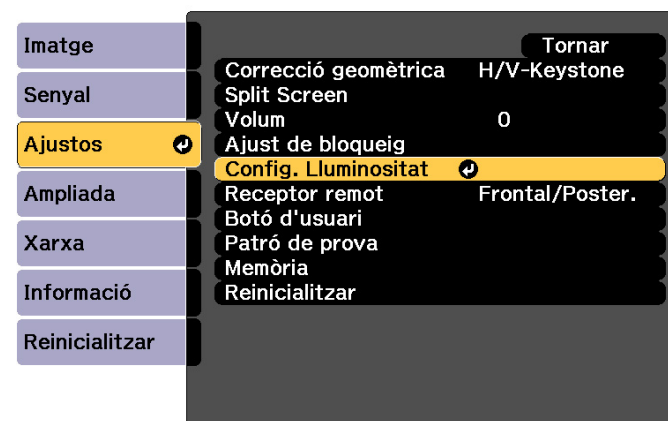 Imatge
Senyal
Ajustos
Ampliada
Xarxa
Informació
Reinicialitzar
Tornar
Correcció geomètrica H/V-Keystone
Split Screen
Volum 0
Ajust de bloqueig
Config. Lluminositat
Receptor remot Frontal/Poster.
Botó d'usuari
Patró de prova
Memòria
Reinicialitzar